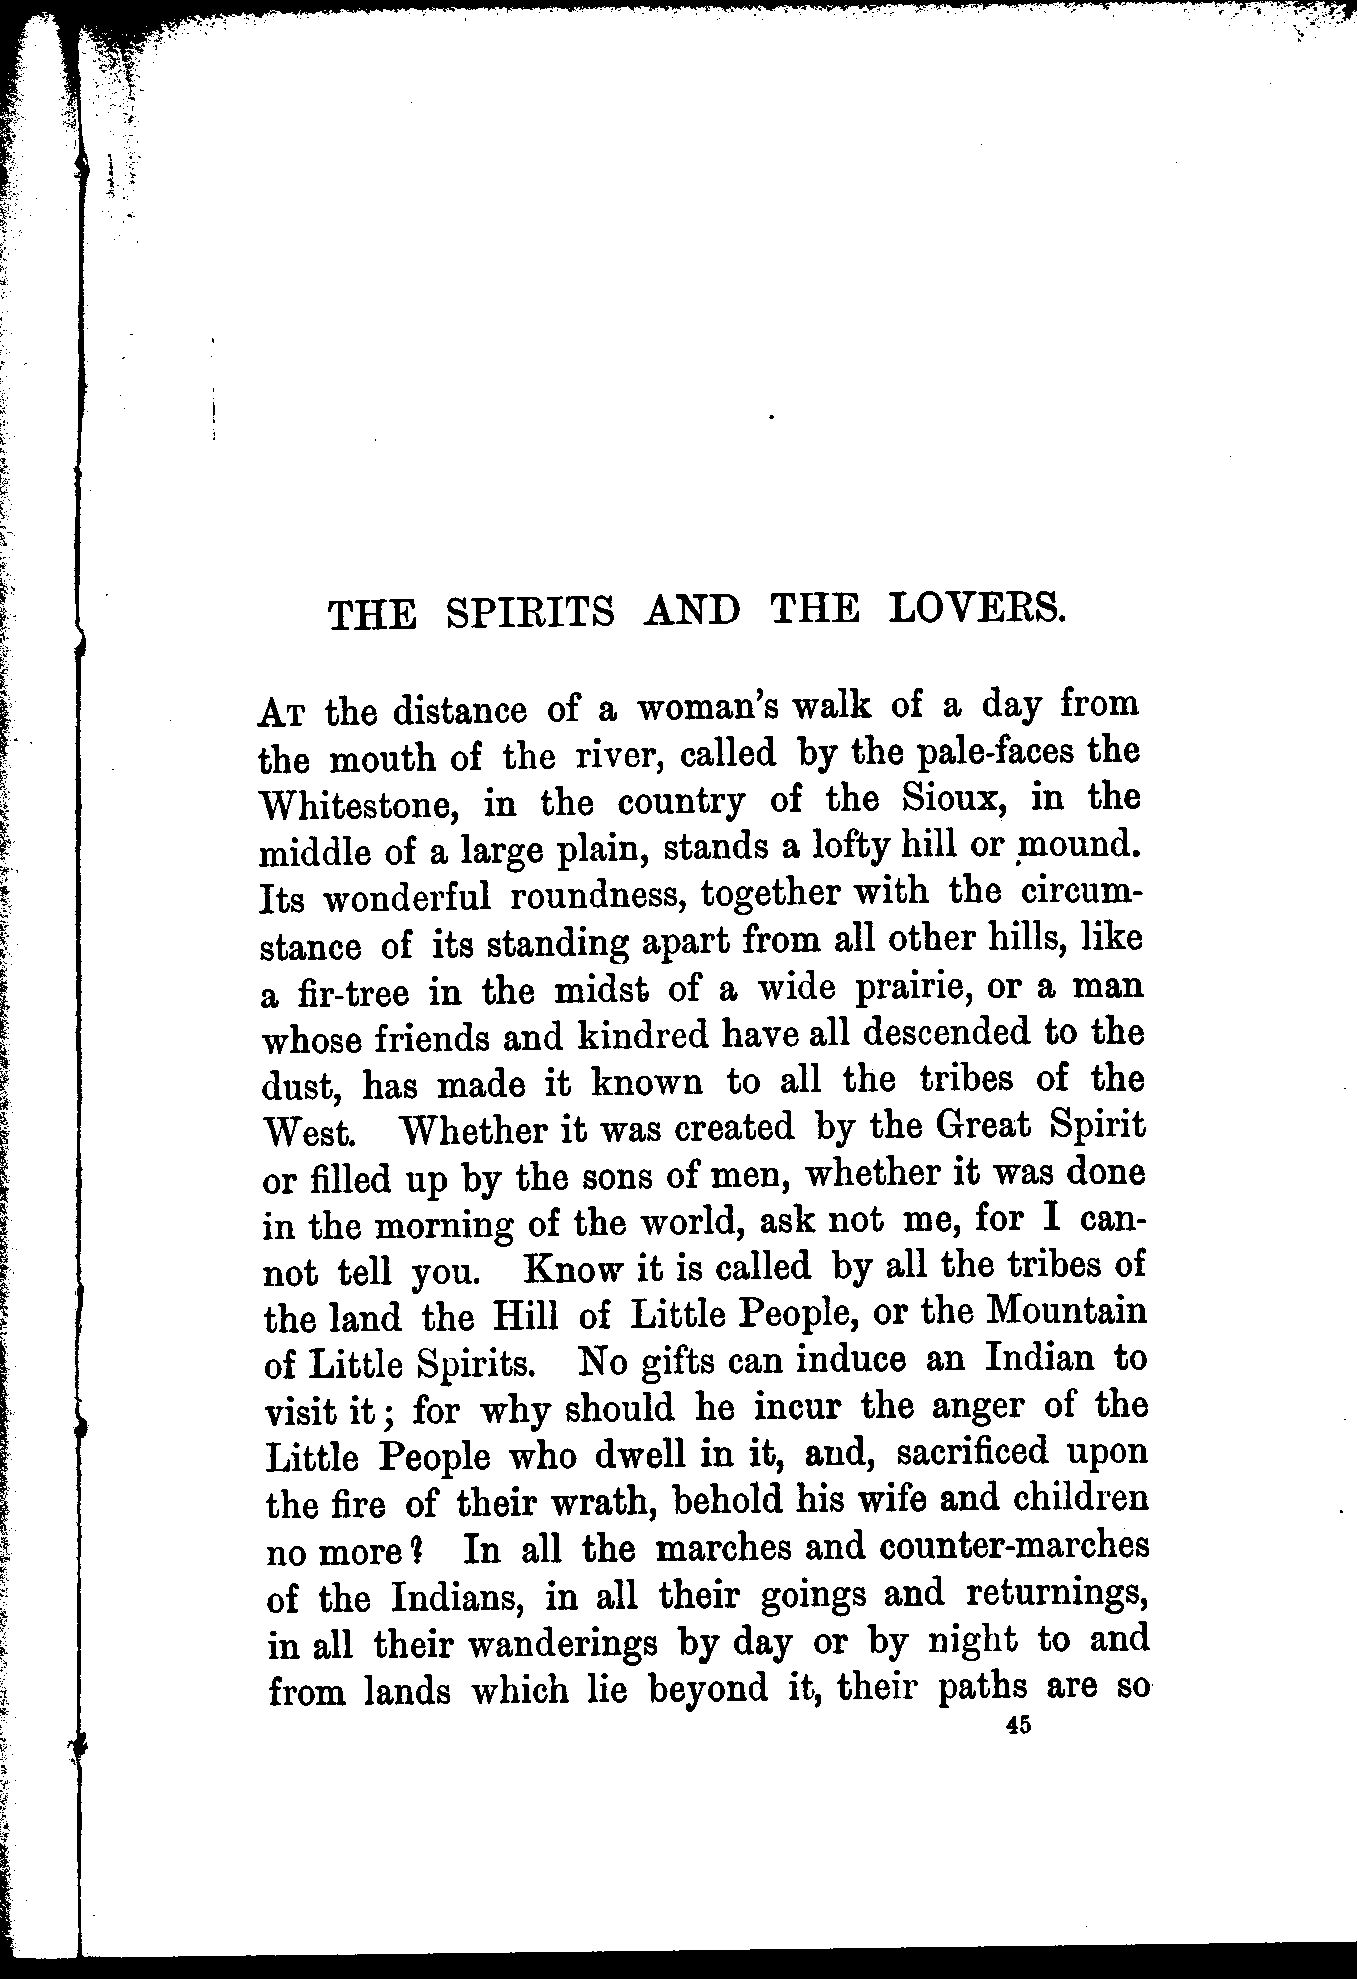 THE SPIRITS AND THE LOVERS.
AT the distance of a woman's walk of a day from
the mouth of the river, called by the pale-faces the
Whitestone, in the country of the Sioux, in the
middle of a large plain, stands a lofty hill or mound.
Its wonderful roundness, together with the circum-
stance of its standing apart from all other hills, like
a fir-tree in the midst of a wide prairie, or a man
whose friends and kindred have all descended to the
dust, has made it known to all the tribes of the
West. Whether it was created by the Great Spirit
or filled up by the sons of men, whether it was done
in the morning of the world, ask not me, for I can-
not tell you. Know it is called by all the tribes of
the land the Hill of Little People, or the Mountain
of Little Spirits. No gifts can induce an Indian to
visit it; for why should he incur the anger of the
Little People who dwell in it, and, sacrificed upon
the fire of their wrath, behold his wife and children
no more? In all the marches and counter-marches
of the Indians, in all their goings and returnings,
in all their wanderings by day or by night to and
from lands which lie beyond it, their paths are so
45